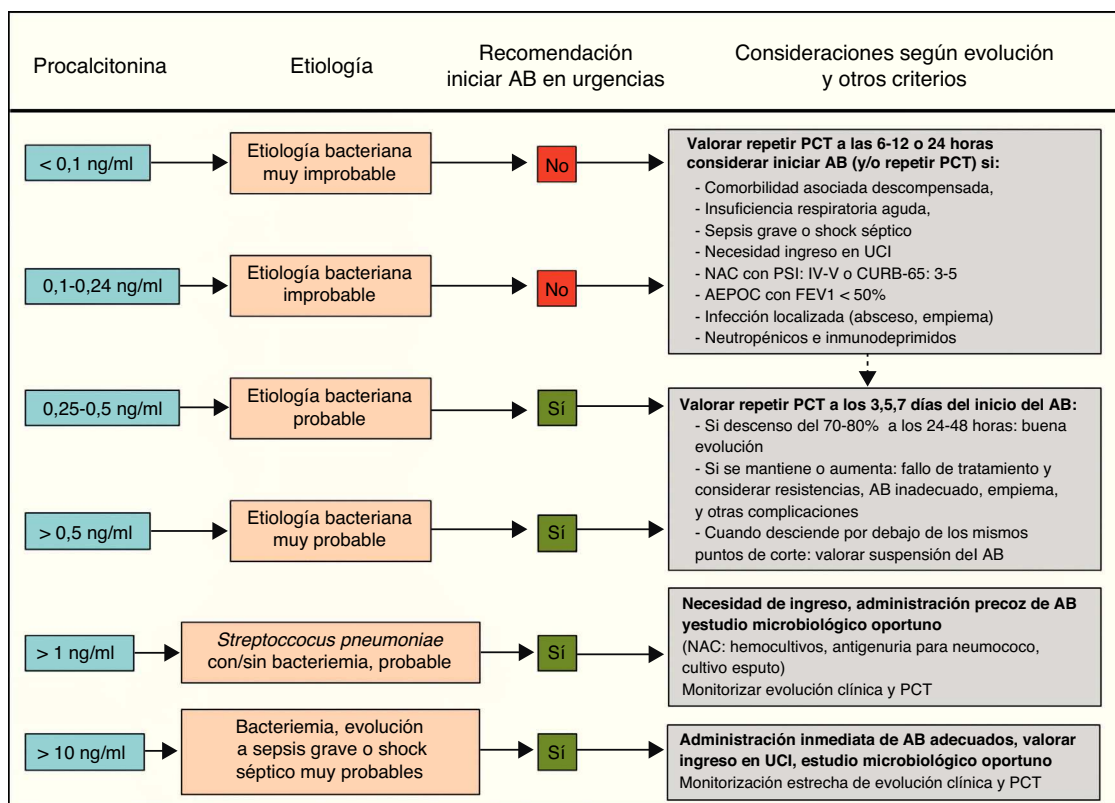 Procalcitonina
Etiología
Recomendación
iniciar AB en urgencias
Consideraciones según evolución
y otros criterios
< 0,1 ng/ml
Etiología bacteriana
muy improbable
No
Valorar repetir PCT a las 6-12 o 24 horas
considerar iniciar AB (y/o repetir PCT) si:
- Comorbilidad asociada descompensada,
- Insuficiencia respiratoria aguda,
- Sepsis grave o shock séptico
- Necesidad ingreso en UCI
- NAC con PSI: IV-V o CURB-65: 3-5
- AEPOC con FEV1 < 50%
- Infección localizada (absceso, empiema)
- Neutropénicos e inmunodeprimidos
0,1-0,24 ng/ml
Etiología bacteriana
improbable
No
0,25-0,5 ng/ml
Etiología bacteriana
probable
Sí
Valorar repetir PCT a los 3,5,7 días del inicio del AB:
- Si descenso del 70-80% a los 24-48 horas: buena
evolución
- Si se mantiene o aumenta: fallo de tratamiento y
considerar resistencias, AB inadecuado, empiema,
y otras complicaciones
- Cuando desciende por debajo de los mismos
puntos de corte: valorar suspensión del AB
> 0,5 ng/ml
Etiología bacteriana
muy probable
Sí
> 1 ng/ml
Streptoccocus pneumoniae
con/sin bacteriemia, probable
Sí
Necesidad de ingreso, administración precoz de AB
yestudio microbiológico oportuno
(NAC: hemocultivos, antigenuria para neumococo,
cultivo esputo)
Monitorizar evolución clínica y PCT
> 10 ng/ml
Bacteriemia, evolución
a sepsis grave o shock
séptico muy probables
Sí
Administración inmediata de AB adecuados, valorar
ingreso en UCI, estudio microbiológico oportuno
Monitorización estrecha de evolución clínica y PCT